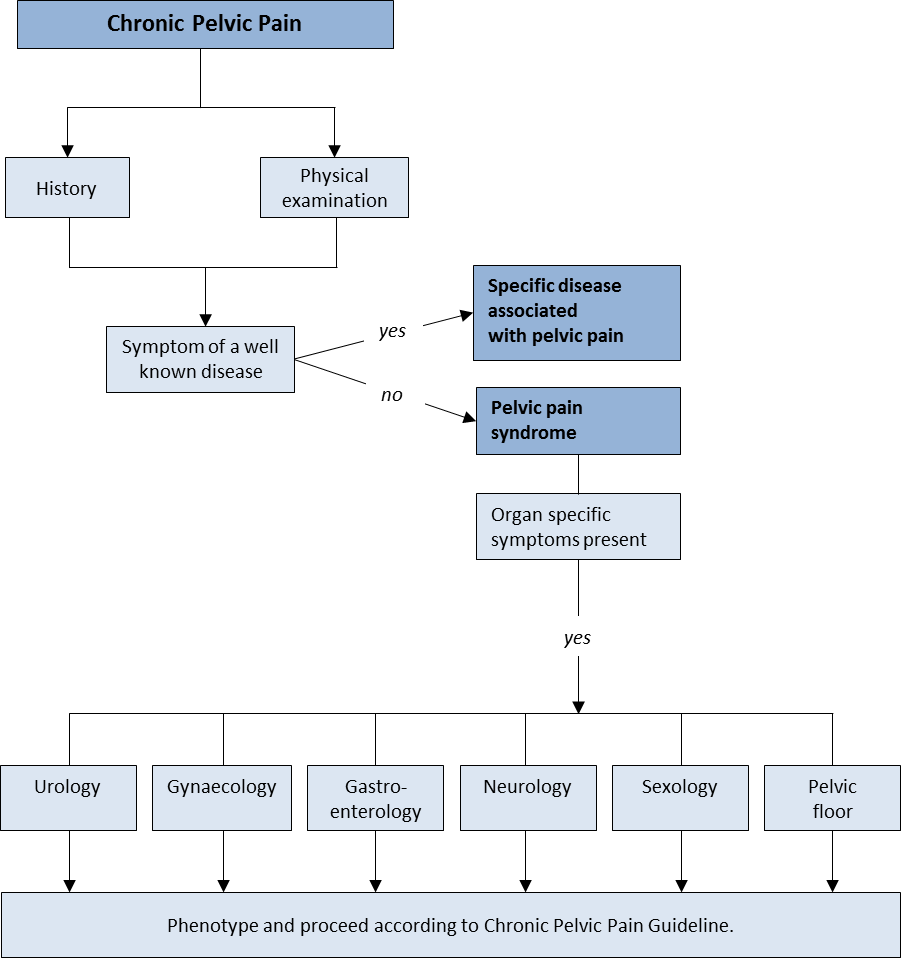 Chronic Pelvic Pain
History
Physical
examination
Symptom of a well
known disease
yes
no
Specific disease
associated
with pelvic pain
Pelvic pain
syndrome
Organ specific
symptoms present
yes
Urology
Gynaecology
Gastro-
enterology
Neurology
Sexology
Pelvic
floor
Phenotype and proceed according to Chronic Pelvic Pain Guideline.